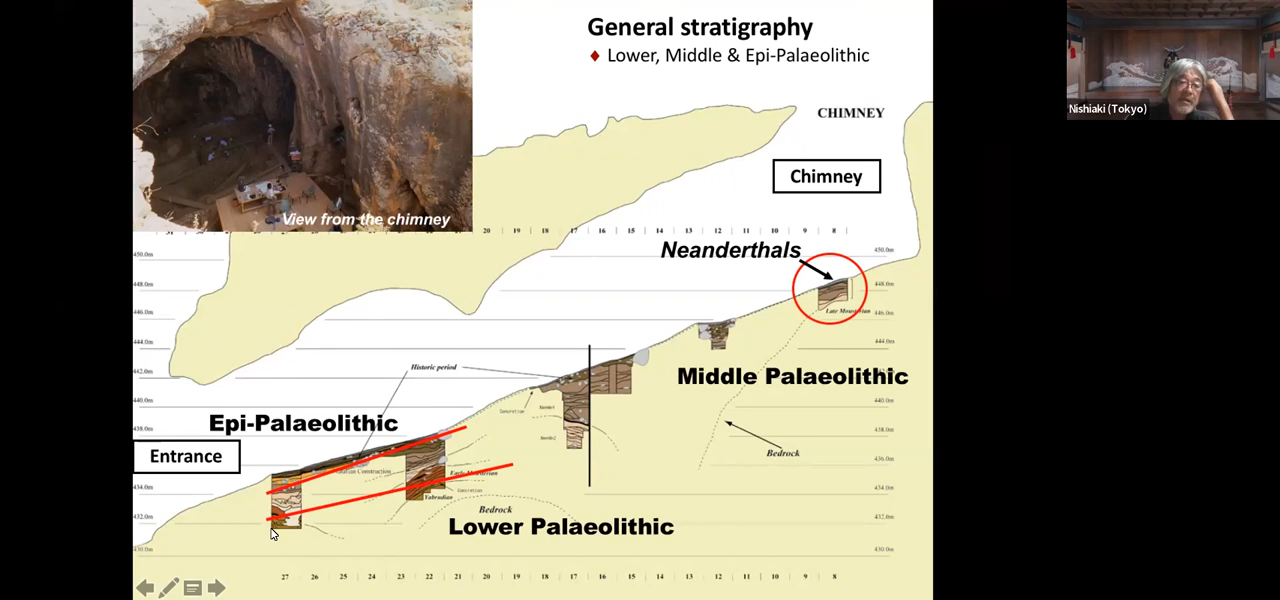 General stratigraphy
♦ Lower, Middle & Epi-Palaeolithic
Nishiaki (Tokyo)
CHIMNEY
Chimney
View from the chimney
20 19 18 17 16 15 14 13 12 11 10 9 8
Neanderthals
450.0m 450.0m
448.0m 448.0m
Late Mousterian
446.0m 446.0m
444.0m 444.0m
Historic period
442.0m 442.0m
Middle Palaeolithic
440.0m 440.0m
Epi-Palaeolithic
438.0m 438.0m
Entrance
Bedrock
436.0m
Early Mousterian
434.0m 434.0m
Yabrudian
Bedrock
432.0m 432.0m
Lower Palaeolithic
430.0m 430.0m
27 26 25 24 23 22 21 20 19 18 17 16 15 14 12 11 10 9 8